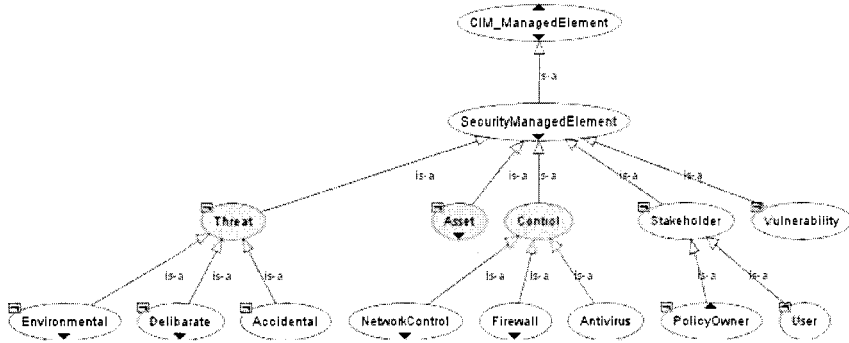 CIM_ManagedElement
is-a
SecurityManagedElement
is-a is-a is-a is-a is-a
Threat Asset Control Stakeholder Vulnerability
is-a is-a is-a is-a is-a is-a is-a is-a
Environmental Delibarate Accidental NetworkControl Firewall Antivirus PolicyOwner User